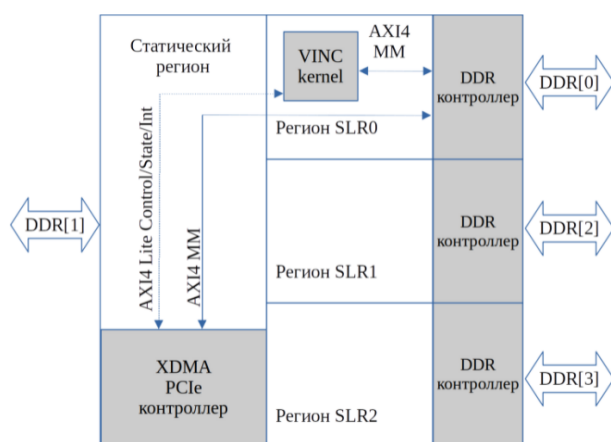 Статический
регион
VINC
kernel
AXI4
MM
DDR
контроллер
DDR[0]
Регион SLR0
DDR[1]
AXI4 Lite Control/State/Int
AXI4 MM
DDR
контроллер
DDR[2]
Регион SLR1
XDMA
PCIe
контроллер
DDR
контроллер
DDR[3]
Регион SLR2